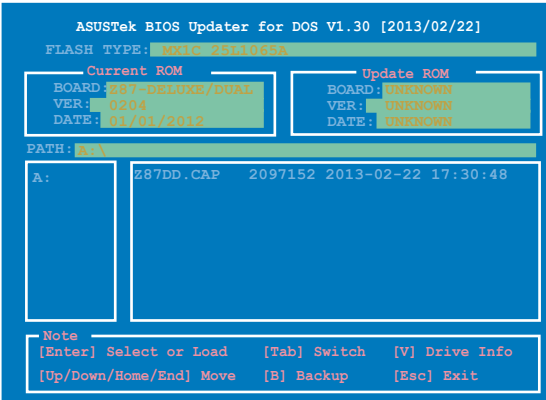 ASUSTek BIOS Updater for DOS V1.30 [2013/02/22]
FLASH TYPE: MXIC 25L1065A
Current ROM
BOARD: Z87-DELUXE/DUAL
VER: 0204
DATE: 01/01/2012
Update ROM
BOARD: UNKNOWN
VER: UNKNOWN
DATE: UNKNOWN
PATH: A:\
A:
Z87DD.CAP 2097152 2013-02-22 17:30:48
Note
[Enter] Select or Load [Tab] Switch [V] Drive Info
[Up/Down/Home/End] Move [B] Backup [Esc] Exit